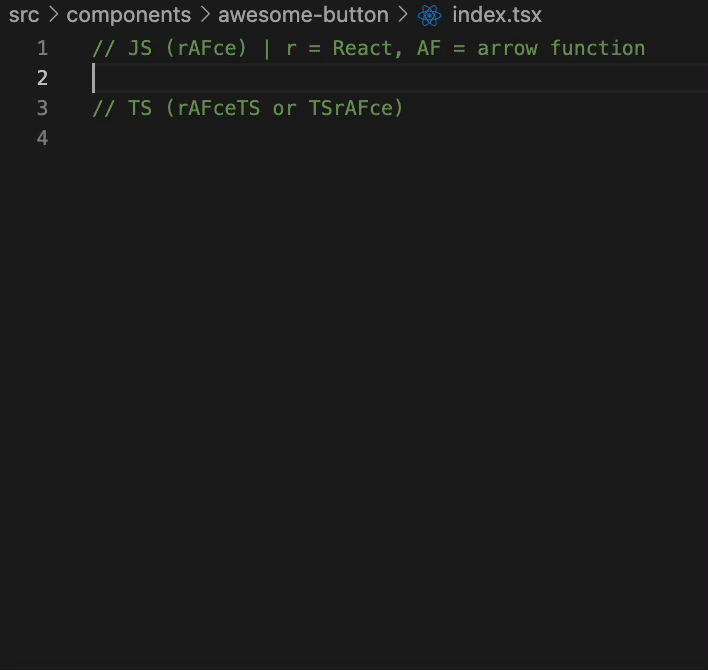 src > components > awesome-button > index.tsx
1 // JS (rAFce) | r = React, AF = arrow function
2
3 // TS (rAFceTS or TSrAFce)
4